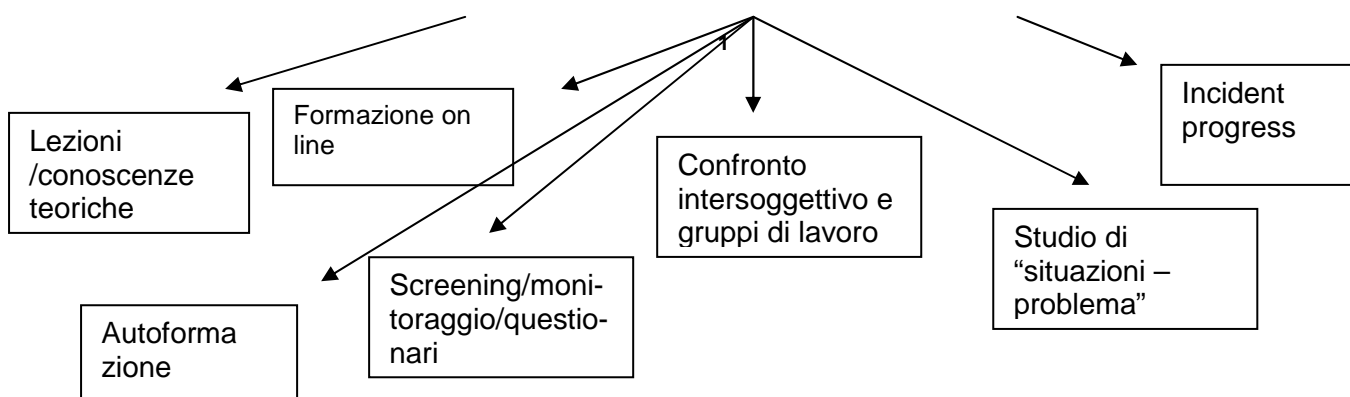 1
Lezioni
/conoscenze
teoriche
Formazione on
line
Confronto
intersoggettivo e
gruppi di lavoro
Incident
progress
Studio di
“situazioni –
problema”
Screening/moni-
toraggio/questio-
nari
Autoforma
zione